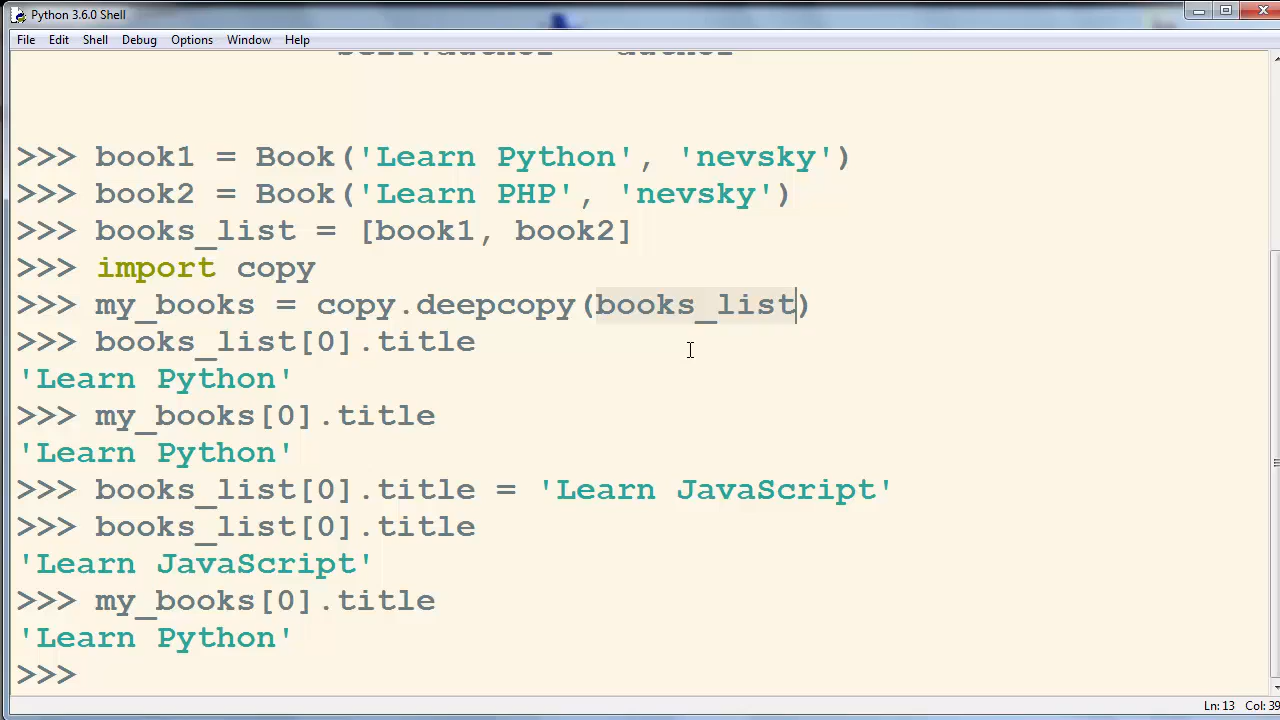 Python 3.6.0 Shell
File Edit Shell Debug Options Window Help
self.author = author
>>> book1 = Book('Learn Python', 'nevsky')
>>> book2 = Book('Learn PHP', 'nevsky')
>>> books_list = [book1, book2]
>>> import copy
>>> my_books = copy.deepcopy(books_list)
>>> books_list[0].title
'Learn Python'
>>> my_books[0].title
'Learn Python'
>>> books_list[0].title = 'Learn JavaScript'
>>> books_list[0].title
'Learn JavaScript'
>>> my_books[0].title
'Learn Python'
>>>
Ln: 13 Col: 39